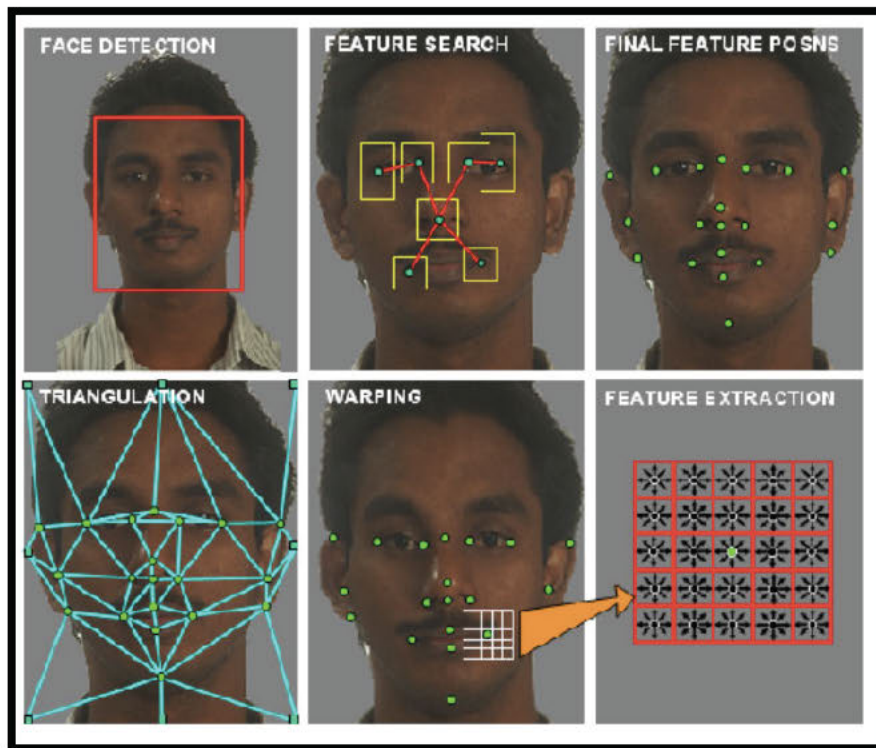 FACE DETECTION
FEATURE SEARCH
FINAL FEATURE POSNS
TRIANGULATION
WARPING
FEATURE EXTRACTION